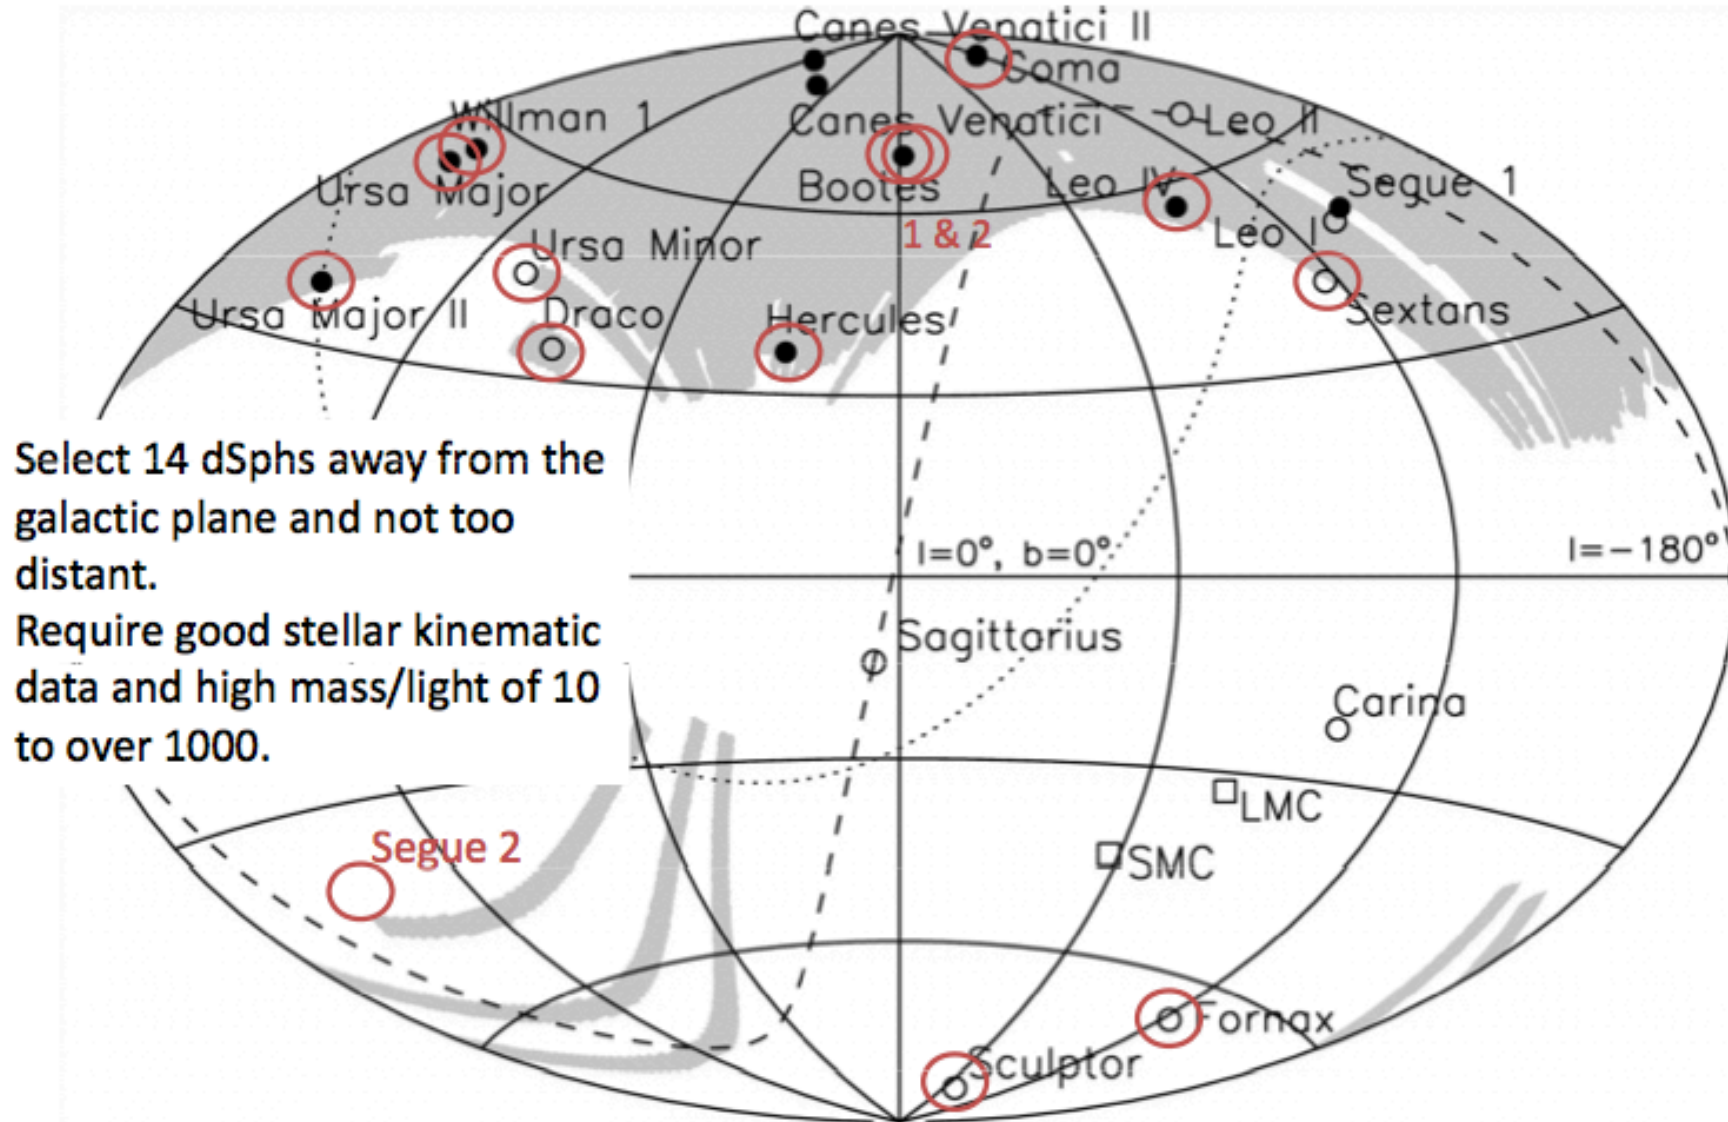 Canes Venatici II
Coma
Willman 1
Canes Venatici
Leo II
Ursa Major
Bootes
Leo IV
Segue 1
1 & 2
Leo I
Ursa Minor
Ursa Major II
Draco
Hercules
Sextans
Select 14 dSphs away from the
galactic plane and not too
distant.
Require good stellar kinematic
data and high mass/light of 10
to over 1000.
l=0°, b=0°
l=-180°
Sagittarius
Carina
LMC
SMC
Segue 2
Fornax
Sculptor